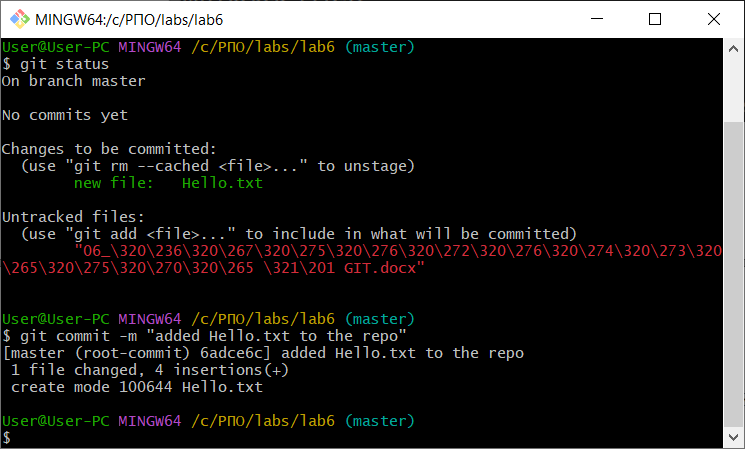 MINGW64:/c/РПО/labs/lab6
User@User-PC MINGW64 /c/РПО/labs/lab6 (master)
$ git status
On branch master
No commits yet
Changes to be committed:
  (use "git rm --cached <file>..." to unstage)
        new file:   Hello.txt
Untracked files:
  (use "git add <file>..." to include in what will be committed)
        "06_\320\236\320\267\320\275\320\276\320\272\320\276\320\274\320\273\320
\265\320\275\320\270\320\265 \321\201 GIT.docx"
User@User-PC MINGW64 /c/РПО/labs/lab6 (master)
$ git commit -m "added Hello.txt to the repo"
[master (root-commit) 6adce6c] added Hello.txt to the repo
 1 file changed, 4 insertions(+)
 create mode 100644 Hello.txt
User@User-PC MINGW64 /c/РПО/labs/lab6 (master)
$